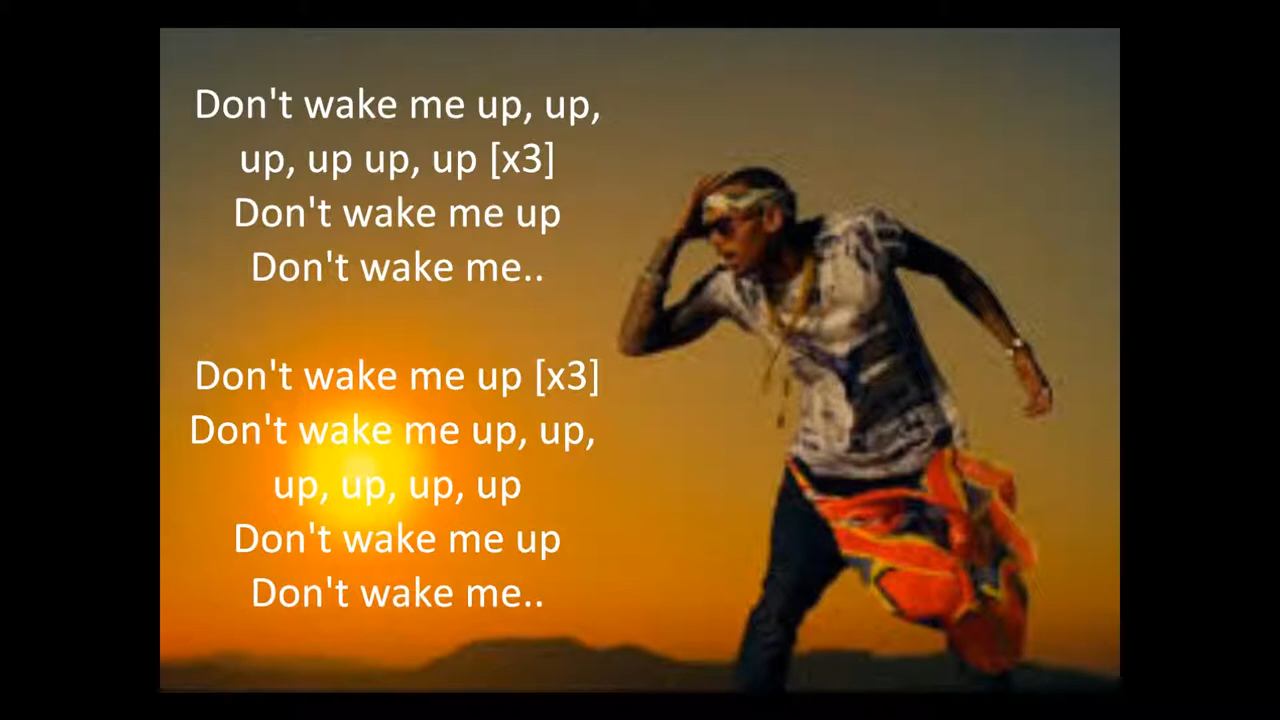 Don't wake me up, up,
up, up up, up [x3]
Don't wake me up
Don't wake me..
Don't wake me up [x3]
Don't wake me up, up,
up, up, up, up
Don't wake me up
Don't wake me..